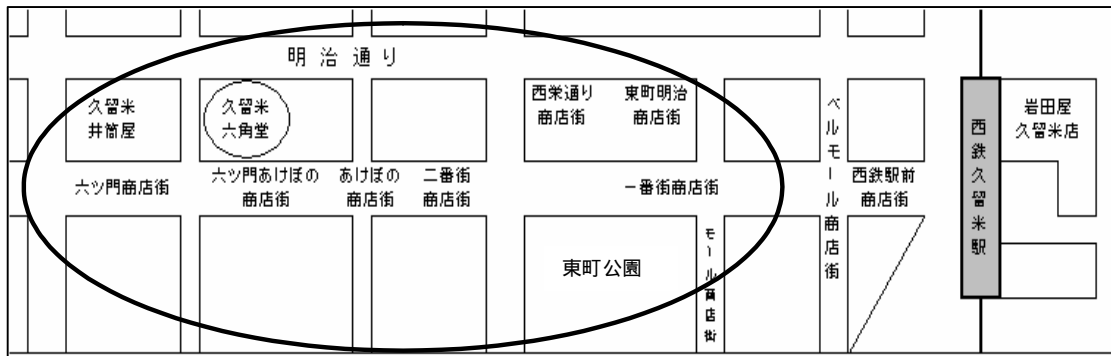 明治通り
久留米
井筒屋
久留米
六角堂
西栄通り
商店街
東町明治
商店街
岩田屋
久留米店
六ツ門商店街
六ツ門あけぼの
商店街
あけぼの
商店街
二番街
商店街
一番街商店街
ベルモール商店街
西鉄駅前
商店街
西鉄久留米駅
東町公園
モール商店街